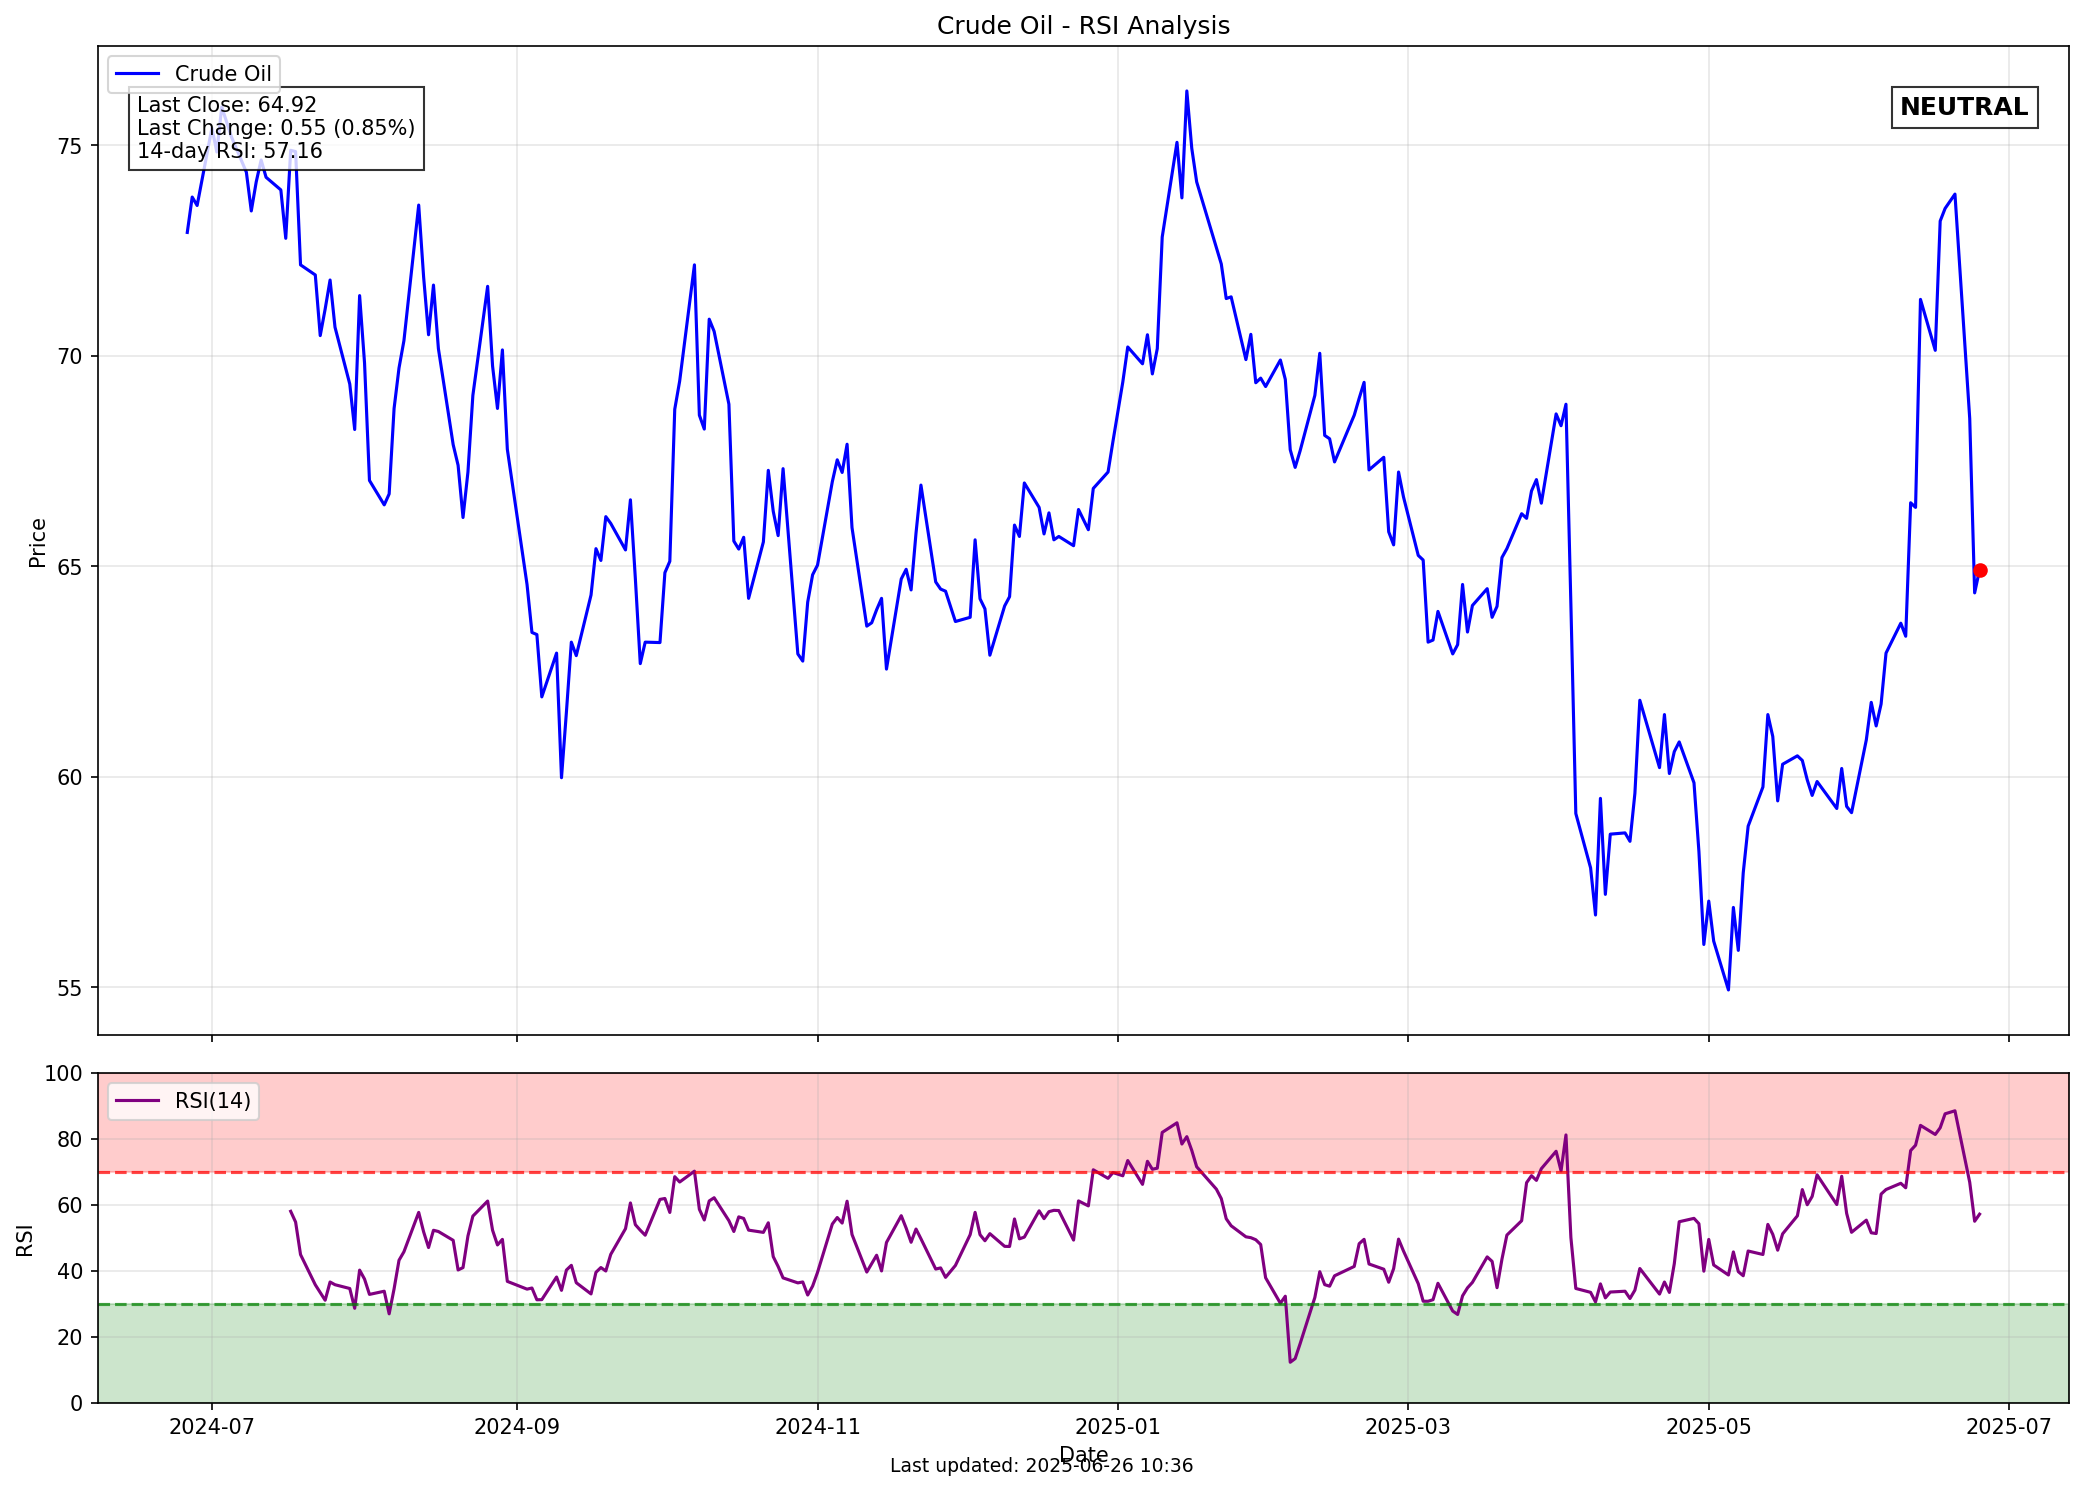 Crude Oil - RSI Analysis
Crude Oil
Last Close: 64.92
Last Change: 0.55 (0.85%)
14-day RSI: 57.16
NEUTRAL
75
70
65
60
55
Price
100
80
60
40
20
0
RSI
RSI(14)
2024-07
2024-09
2024-11
2025-01
2025-03
2025-05
2025-07
Date
Last updated: 2025-06-26 10:36